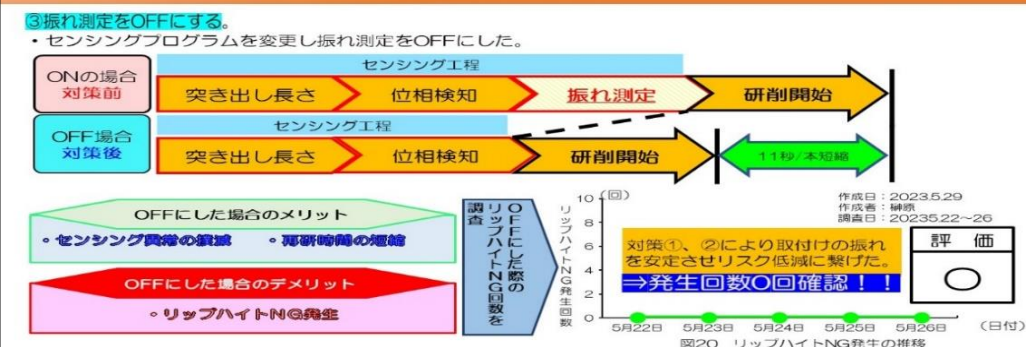 ③振れ測定をOFFにする。
・センシングプログラムを変更し振れ測定をOFFにした。
ONの場合
対策前
センシング工程
突き出し長さ
位相検知
振れ測定
研削開始
OFF場合
対策後
センシング工程
突き出し長さ
位相検知
研削開始
11秒/本短縮
OFFにした場合のメリット
・センシング異常の撲滅 ・再研時間の短縮
OFFにした場合のデメリット
・リップハイトNG発生
OFFにした際の
リップハイトNG回数を
調査
リップハイトNG発生回数
(回)
10
8
6
4
2
0
作成日：2023.5.29
作成者：榊原
調査日：20235.22～26
対策①、②により取付けの振れ
を安定させリスク低減に繋げた。
⇒発生回数０回確認！！
評 価
○
5月22日 5月23日 5月24日 5月25日 5月26日
(日付)
図20 リップハイトNG発生の推移